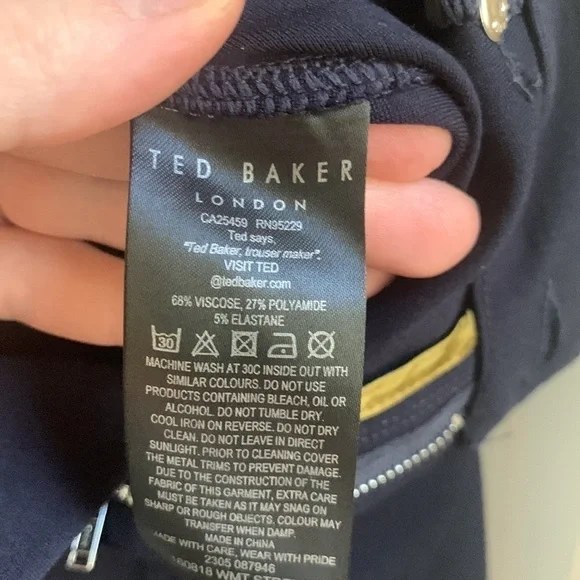 TED BAKER
LONDON
CA25459 RN95229
Ted says,
"Ted Baker, trouser maker".
VISIT TED
@tedbaker.com
68% VISCOSE, 27% POLYAMIDE
5% ELASTANE
30
MACHINE WASH AT 30C INSIDE OUT WITH
SIMILAR COLOURS. DO NOT USE
PRODUCTS CONTAINING BLEACH, OIL OR
ALCOHOL. DO NOT TUMBLE DRY.
COOL IRON ON REVERSE. DO NOT DRY
CLEAN. DO NOT LEAVE IN DIRECT
SUNLIGHT. PRIOR TO CLEANING COVER
THE METAL TRIMS TO PREVENT DAMAGE.
DUE TO THE CONSTRUCTION OF THE
FABRIC OF THIS GARMENT, EXTRA CARE
MUST BE TAKEN AS IT MAY SNAG ON
SHARP OR ROUGH OBJECTS. COLOUR MAY
TRANSFER WHEN DAMP.
MADE IN CHINA
MADE WITH CARE, WEAR WITH PRIDE
2305 087946
160818 WMT